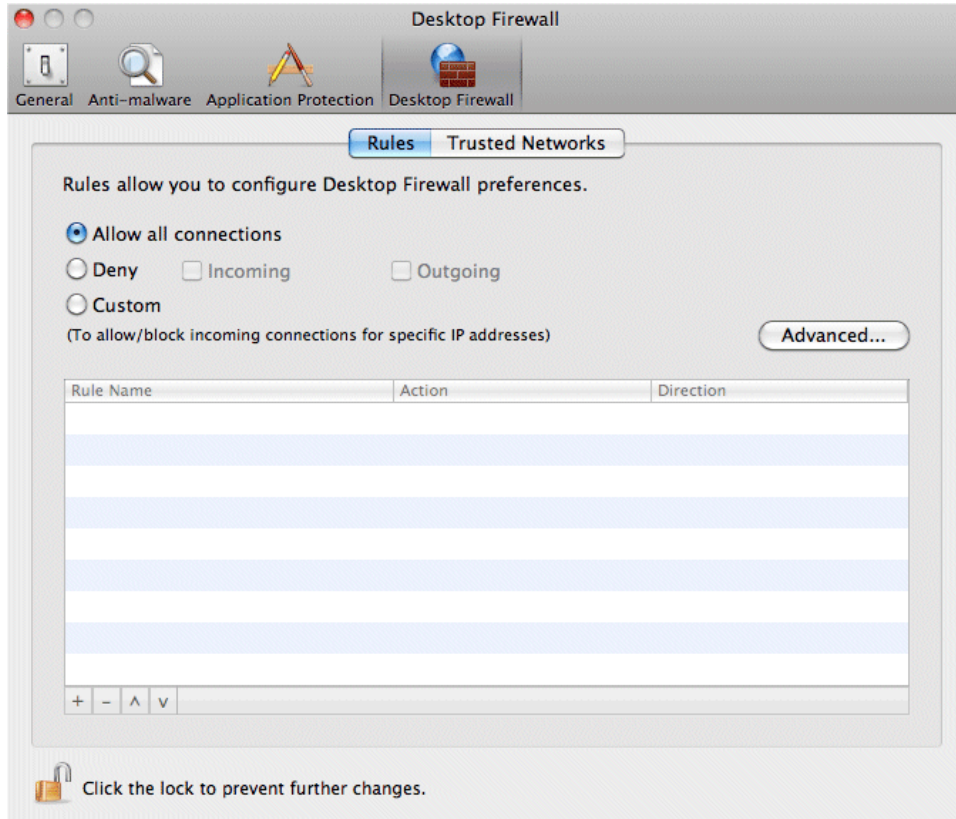 Desktop Firewall
General Anti-malware Application Protection Desktop Firewall
Rules Trusted Networks
Rules allow you to configure Desktop Firewall preferences.
Allow all connections
Deny Incoming Outgoing
Custom
(To allow/block incoming connections for specific IP addresses)
Advanced...
Rule Name Action Direction
+ - ʌ v
Click the lock to prevent further changes.